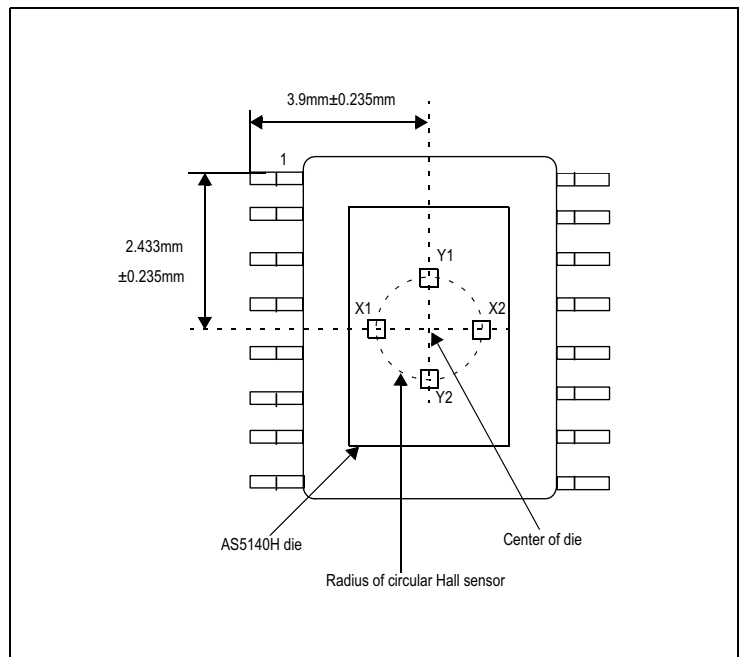 3.9mm±0.235mm
1
2.433mm
±0.235mm
Y1
X1
X2
Y2
AS5140H die
Center of die
Radius of circular Hall sensor